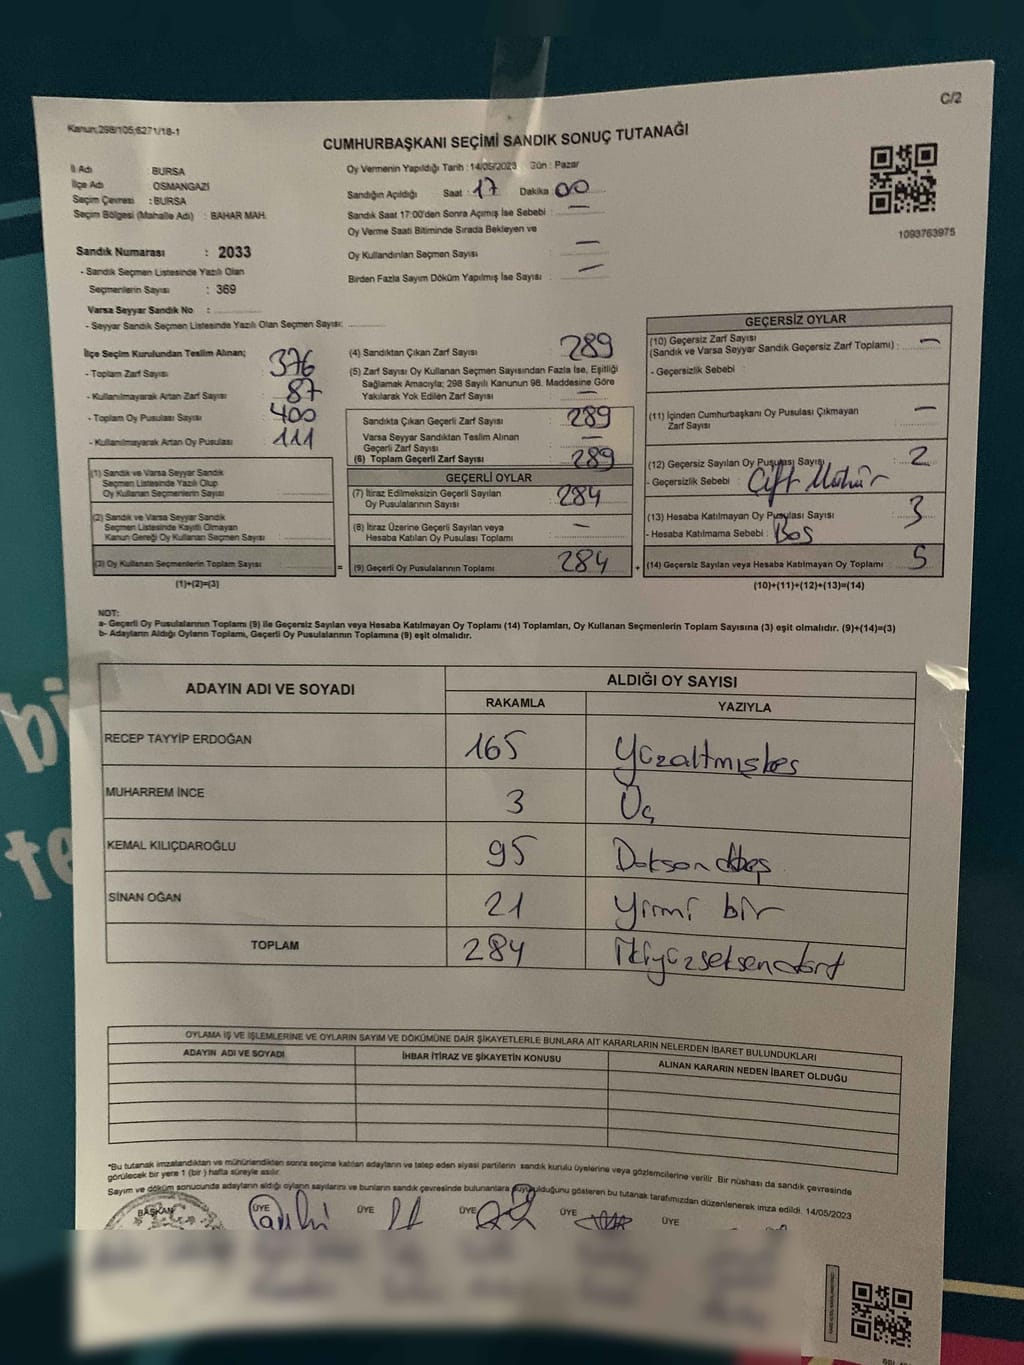 C/2
Kanun;298/105;6271/18-1
CUMHURBAŞKANI SEÇİMİ SANDIK SONUÇ TUTANAĞI
İl Adı BURSA
İlçe Adı OSMANGAZİ
Seçim Çevresi : BURSA
Seçim Bölgesi (Mahalle Adı) : BAHAR MAH.
Oy Vermenin Yapıldığı Tarih : 14/05/2023 Gün : Pazar
Sandığın Açıldığı Saat : 17 Dakika : 00
Sandık Saat 17:00'den Sonra Açılmış İse Sebebi : —
Oy Verme Saati Bitiminde Sırada Bekleyen ve
Oy Kullandırılan Seçmen Sayısı : —
Birden Fazla Sayım Döküm Yapılmış İse Sayısı : —
1093763975
Sandık Numarası : 2033
- Sandık Seçmen Listesinde Yazılı Olan
Seçmenlerin Sayısı : 369
Varsa Seyyar Sandık No :
- Seyyar Sandık Seçmen Listesinde Yazılı Olan Seçmen Sayısı:
İlçe Seçim Kurulundan Teslim Alınan;
- Toplam Zarf Sayısı 376
- Kullanılmayarak Artan Zarf Sayısı 87
- Toplam Oy Pusulası Sayısı 400
- Kullanılmayarak Artan Oy Pusulası 111
(1) Sandık ve Varsa Seyyar Sandık
Seçmen Listesinde Yazılı Olup
Oy Kullanan Seçmenlerin Sayısı :
(2) Sandık ve Varsa Seyyar Sandık
Seçmen Listesinde Kayıtlı Olmayan
Kanun Gereği Oy Kullanan Seçmen Sayısı :
(3) Oy Kullanan Seçmenlerin Toplam Sayısı :
(1)+(2)=(3)
(4) Sandıktan Çıkan Zarf Sayısı : 289
(5) Zarf Sayısı Oy Kullanan Seçmen Sayısından Fazla İse, Eşitliği
Sağlamak Amacıyla; 298 Sayılı Kanunun 98. Maddesine Göre
Yakılarak Yok Edilen Zarf Sayısı : —
Sandıkta Çıkan Geçerli Zarf Sayısı : 289
Varsa Seyyar Sandıktan Teslim Alınan
Geçerli Zarf Sayısı : —
(6) Toplam Geçerli Zarf Sayısı : 289
GEÇERLİ OYLAR
(7) İtiraz Edilmeksizin Geçerli Sayılan
Oy Pusulalarının Sayısı : 284
(8) İtiraz Üzerine Geçerli Sayılan veya
Hesaba Katılan Oy Pusulası Toplamı : —
(9) Geçerli Oy Pusulalarının Toplamı : 284
=
+
GEÇERSİZ OYLAR
(10) Geçersiz Zarf Sayısı
(Sandık ve Varsa Seyyar Sandık Geçersiz Zarf Toplamı) : —
- Geçersizlik Sebebi :
(11) İçinden Cumhurbaşkanı Oy Pusulası Çıkmayan
Zarf Sayısı : —
(12) Geçersiz Sayılan Oy Pusulası Sayısı : 2
- Geçersizlik Sebebi : Çift Mühür
(13) Hesaba Katılmayan Oy Pusulası Sayısı : 3
- Hesaba Katılmama Sebebi : Boş
(14) Geçersiz Sayılan veya Hesaba Katılmayan Oy Toplamı : 5
(10)+(11)+(12)+(13)=(14)
NOT:
a- Geçerli Oy Pusulalarının Toplamı (9) ile Geçersiz Sayılan veya Hesaba Katılmayan Oy Toplamı (14) Toplamları, Oy Kullanan Seçmenlerin Toplam Sayısına (3) eşit olmalıdır. (9)+(14)=(3)
b- Adayların Aldığı Oyların Toplamı, Geçerli Oy Pusulalarının Toplamına (9) eşit olmalıdır.
ADAYIN ADI VE SOYADI ALDIĞI OY SAYISI
RAKAMLA YAZIYLA
RECEP TAYYİP ERDOĞAN 165 Yüzaltmışbeş
MUHARREM İNCE 3 Üç
KEMAL KILIÇDAROĞLU 95 Doksan beş
SİNAN OĞAN 21 Yirmi bir
TOPLAM 284 İkiyüzseksendört
OYLAMA İŞ VE İŞLEMLERİNE VE OYLARIN SAYIM VE DÖKÜMÜNE DAİR ŞİKAYETLERLE BUNLARA AİT KARARLARIN NELERDEN İBARET BULUNDUKLARI
ADAYIN ADI VE SOYADI İHBAR İTİRAZ VE ŞİKAYETİN KONUSU ALINAN KARARIN NEDEN İBARET OLDUĞU
*Bu tutanak imzalandıktan ve mühürlendikten sonra seçime katılan adayların ve talep eden siyasi partilerin sandık kurulu üyelerine veya gözlemcilerine verilir. Bir nüshası da sandık çevresinde
görülecek bir yere 1 (bir ) hafta süreyle asılır.
Sayım ve döküm sonucunda adayların aldığı oyların sayılarını ve bunların sandık çevresinde bulunanlara duyurulduğunu gösteren bu tutanak tarafımızdan düzenlenerek imza edildi. 14/05/2023
BAŞKAN ÜYE ÜYE ÜYE ÜYE ÜYE
bi
te